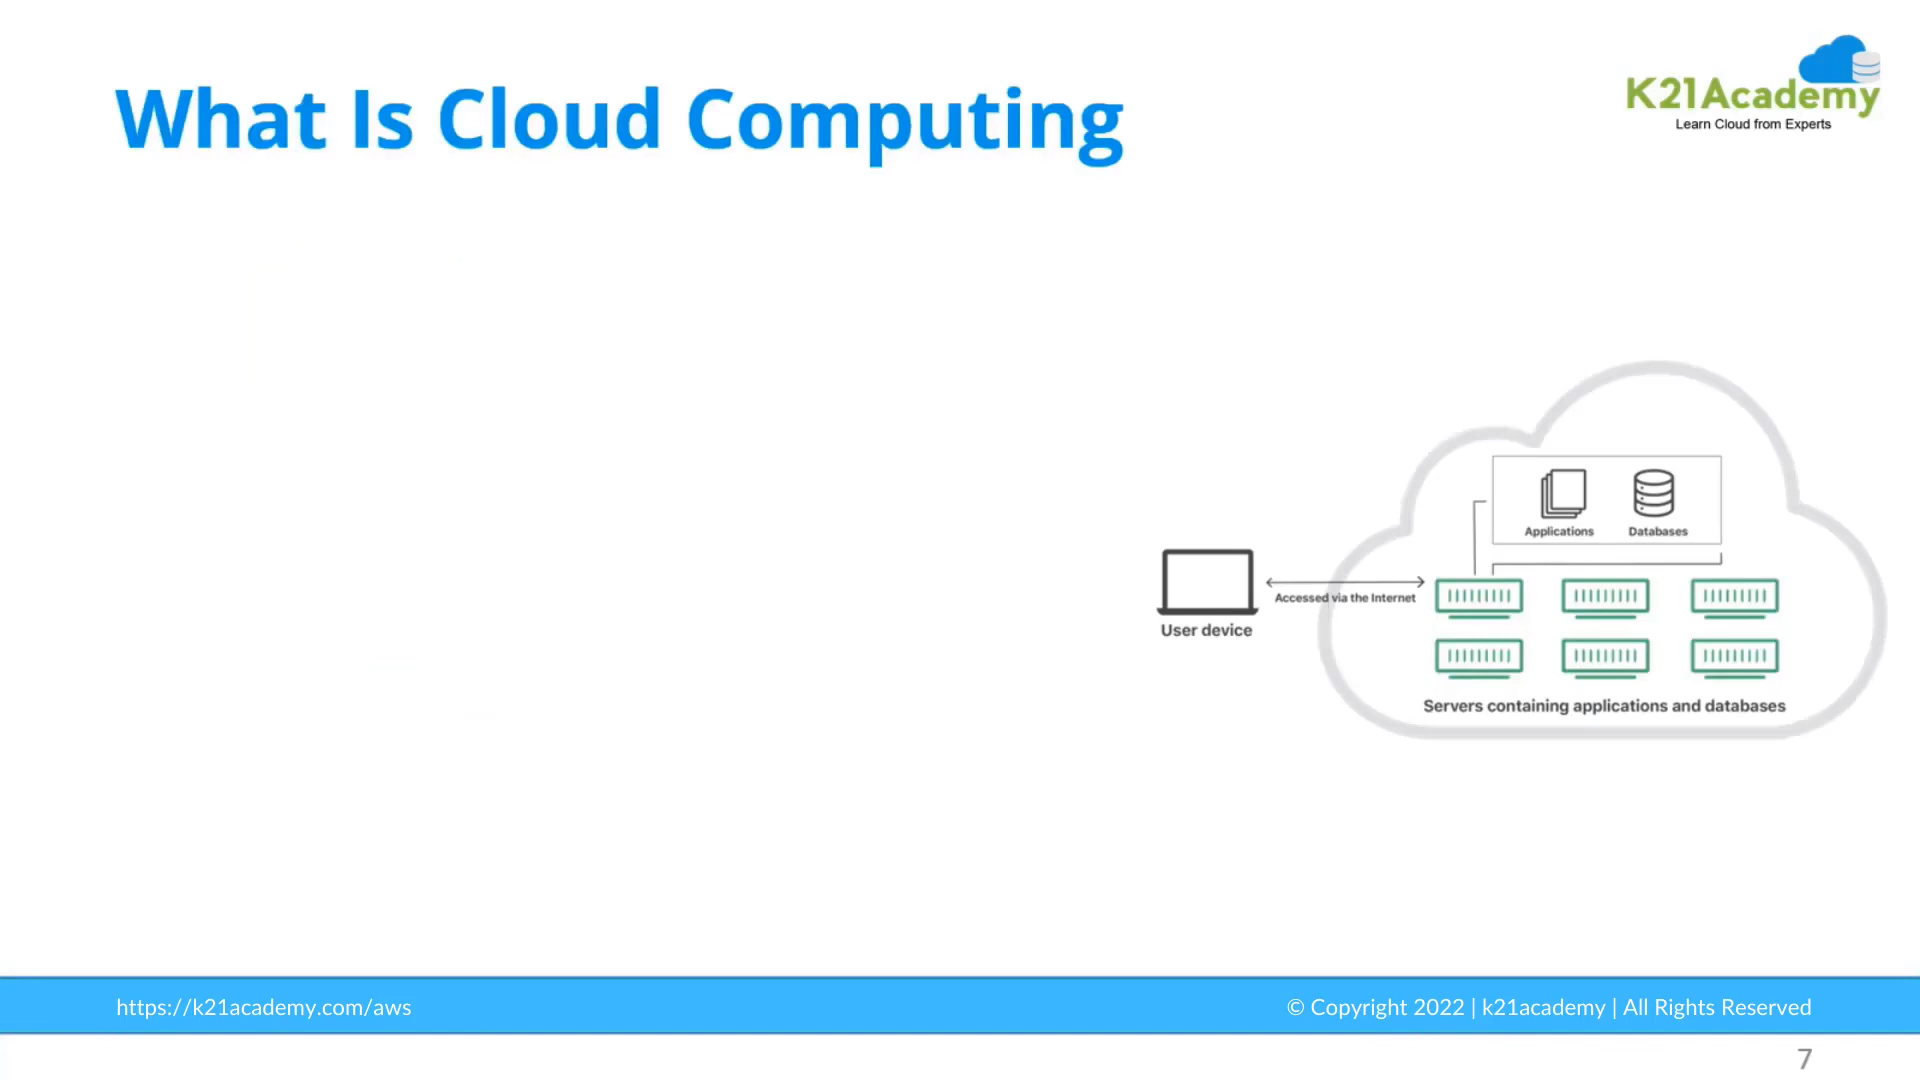 What Is Cloud Computing
K21Academy
Learn Cloud from Experts
Applications
Databases
Accessed via the Internet
User device
Servers containing applications and databases
https://k21academy.com/aws
© Copyright 2022 | k21academy | All Rights Reserved
7